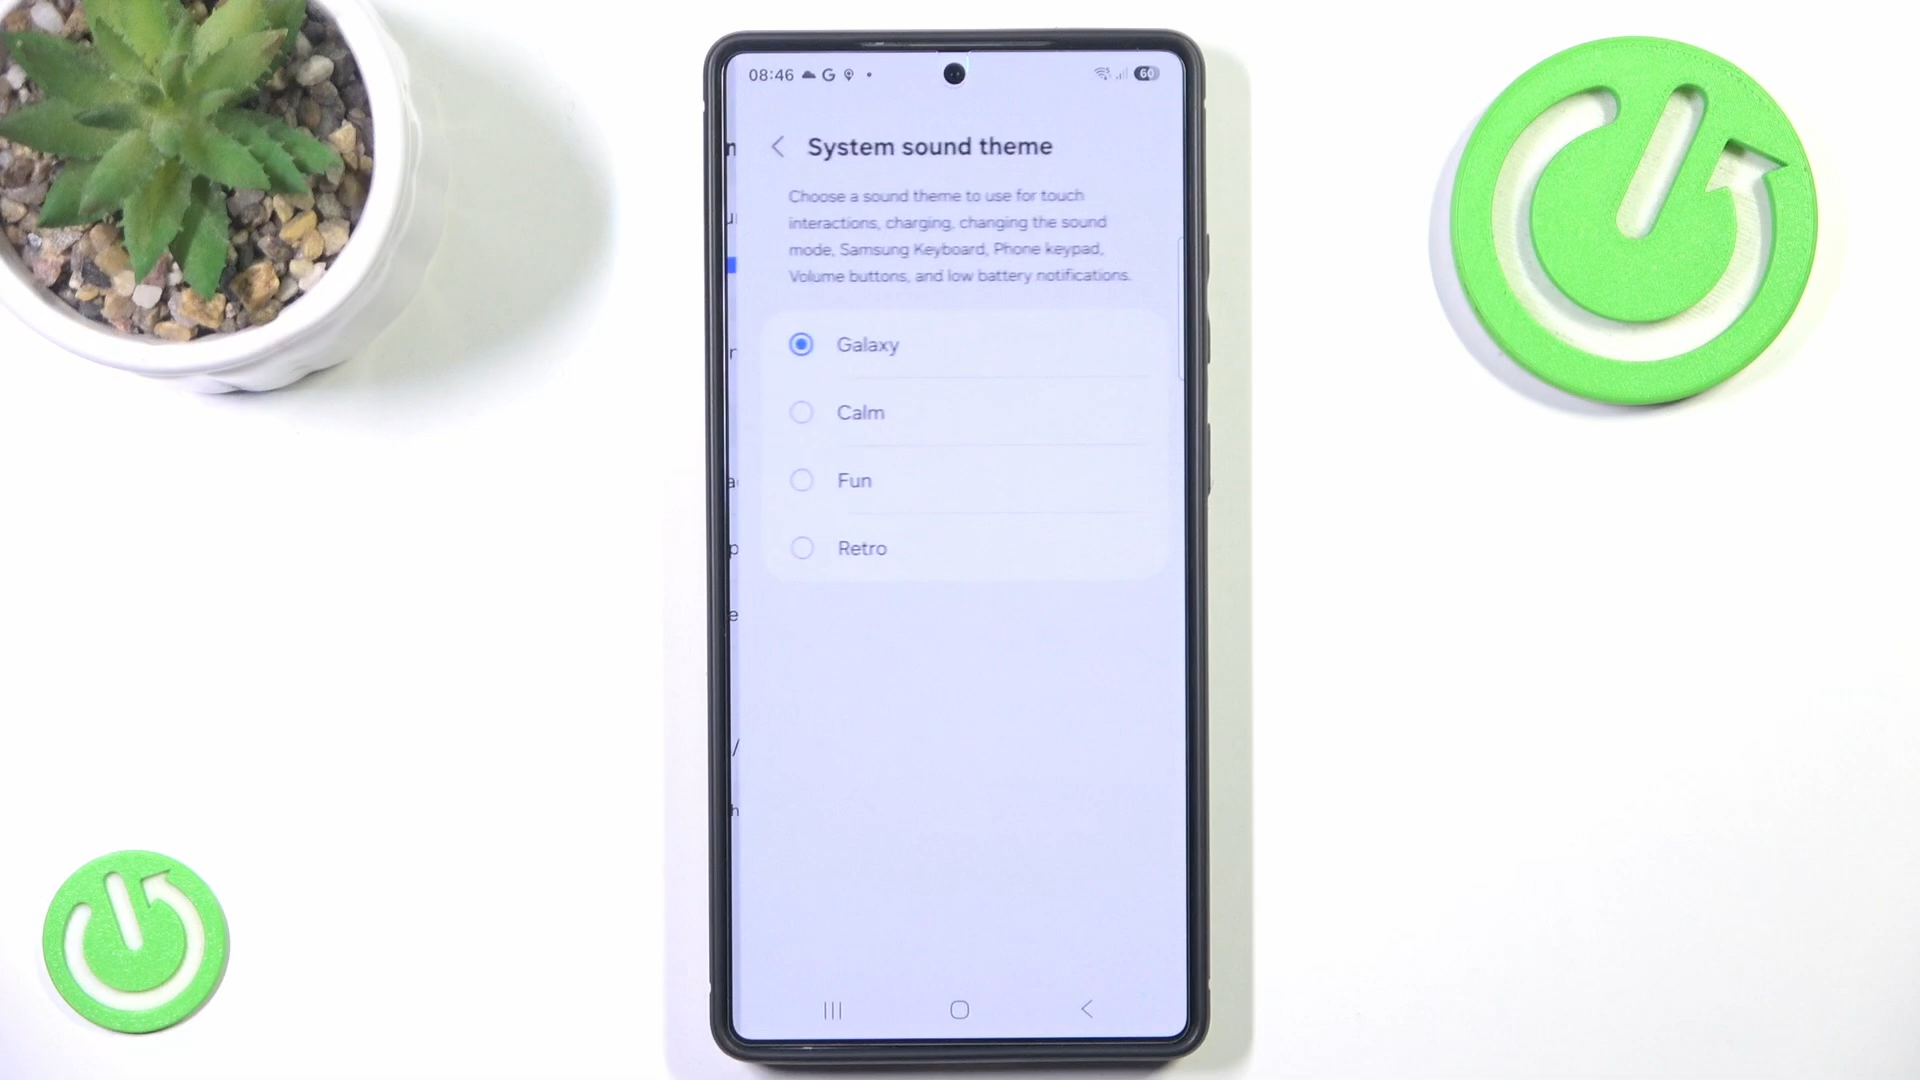 08:46 G 60
System sound theme
Choose a sound theme to use for touch
interactions, charging, changing the sound
mode, Samsung Keyboard, Phone keypad,
Volume buttons, and low battery notifications.
Galaxy
Calm
Fun
Retro